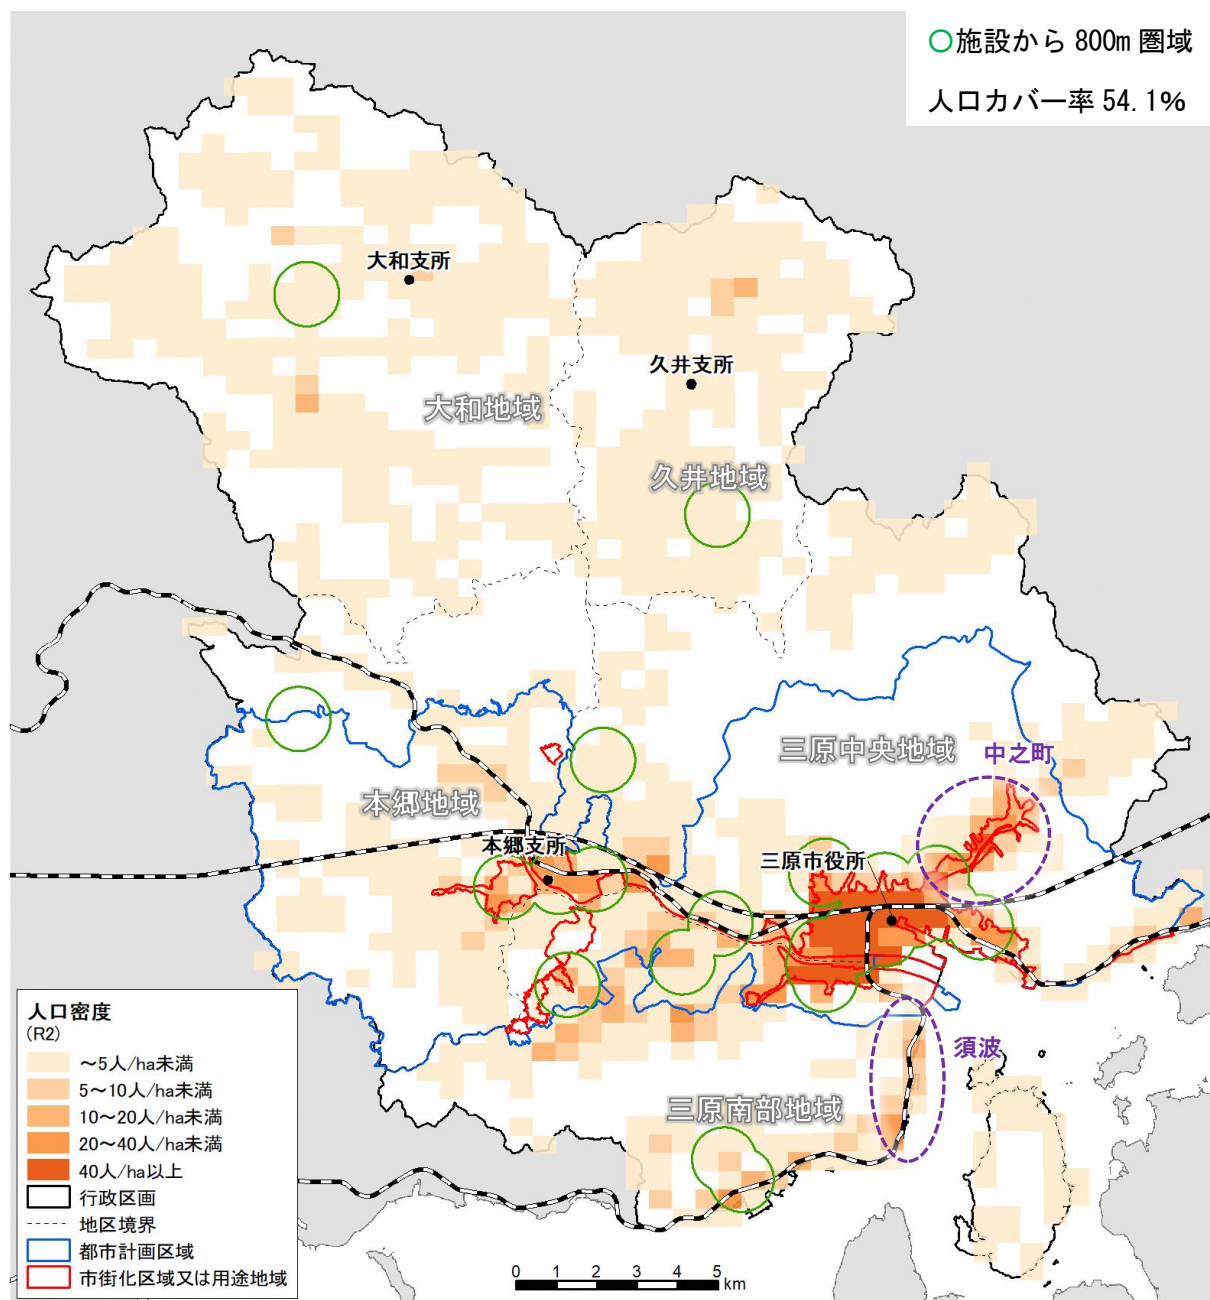 ○施設から 800m 圏域
人口カバー率 54.1%
大和支所
久井支所
大和地域
久井地域
三原中央地域
中之町
本郷地域
本郷支所
三原市役所
須波
三原南部地域
人口密度
(R2)
～5人/ha未満
5～10人/ha未満
10～20人/ha未満
20～40人/ha未満
40人/ha以上
行政区画
地区境界
都市計画区域
市街化区域又は用途地域
0 1 2 3 4 5
km